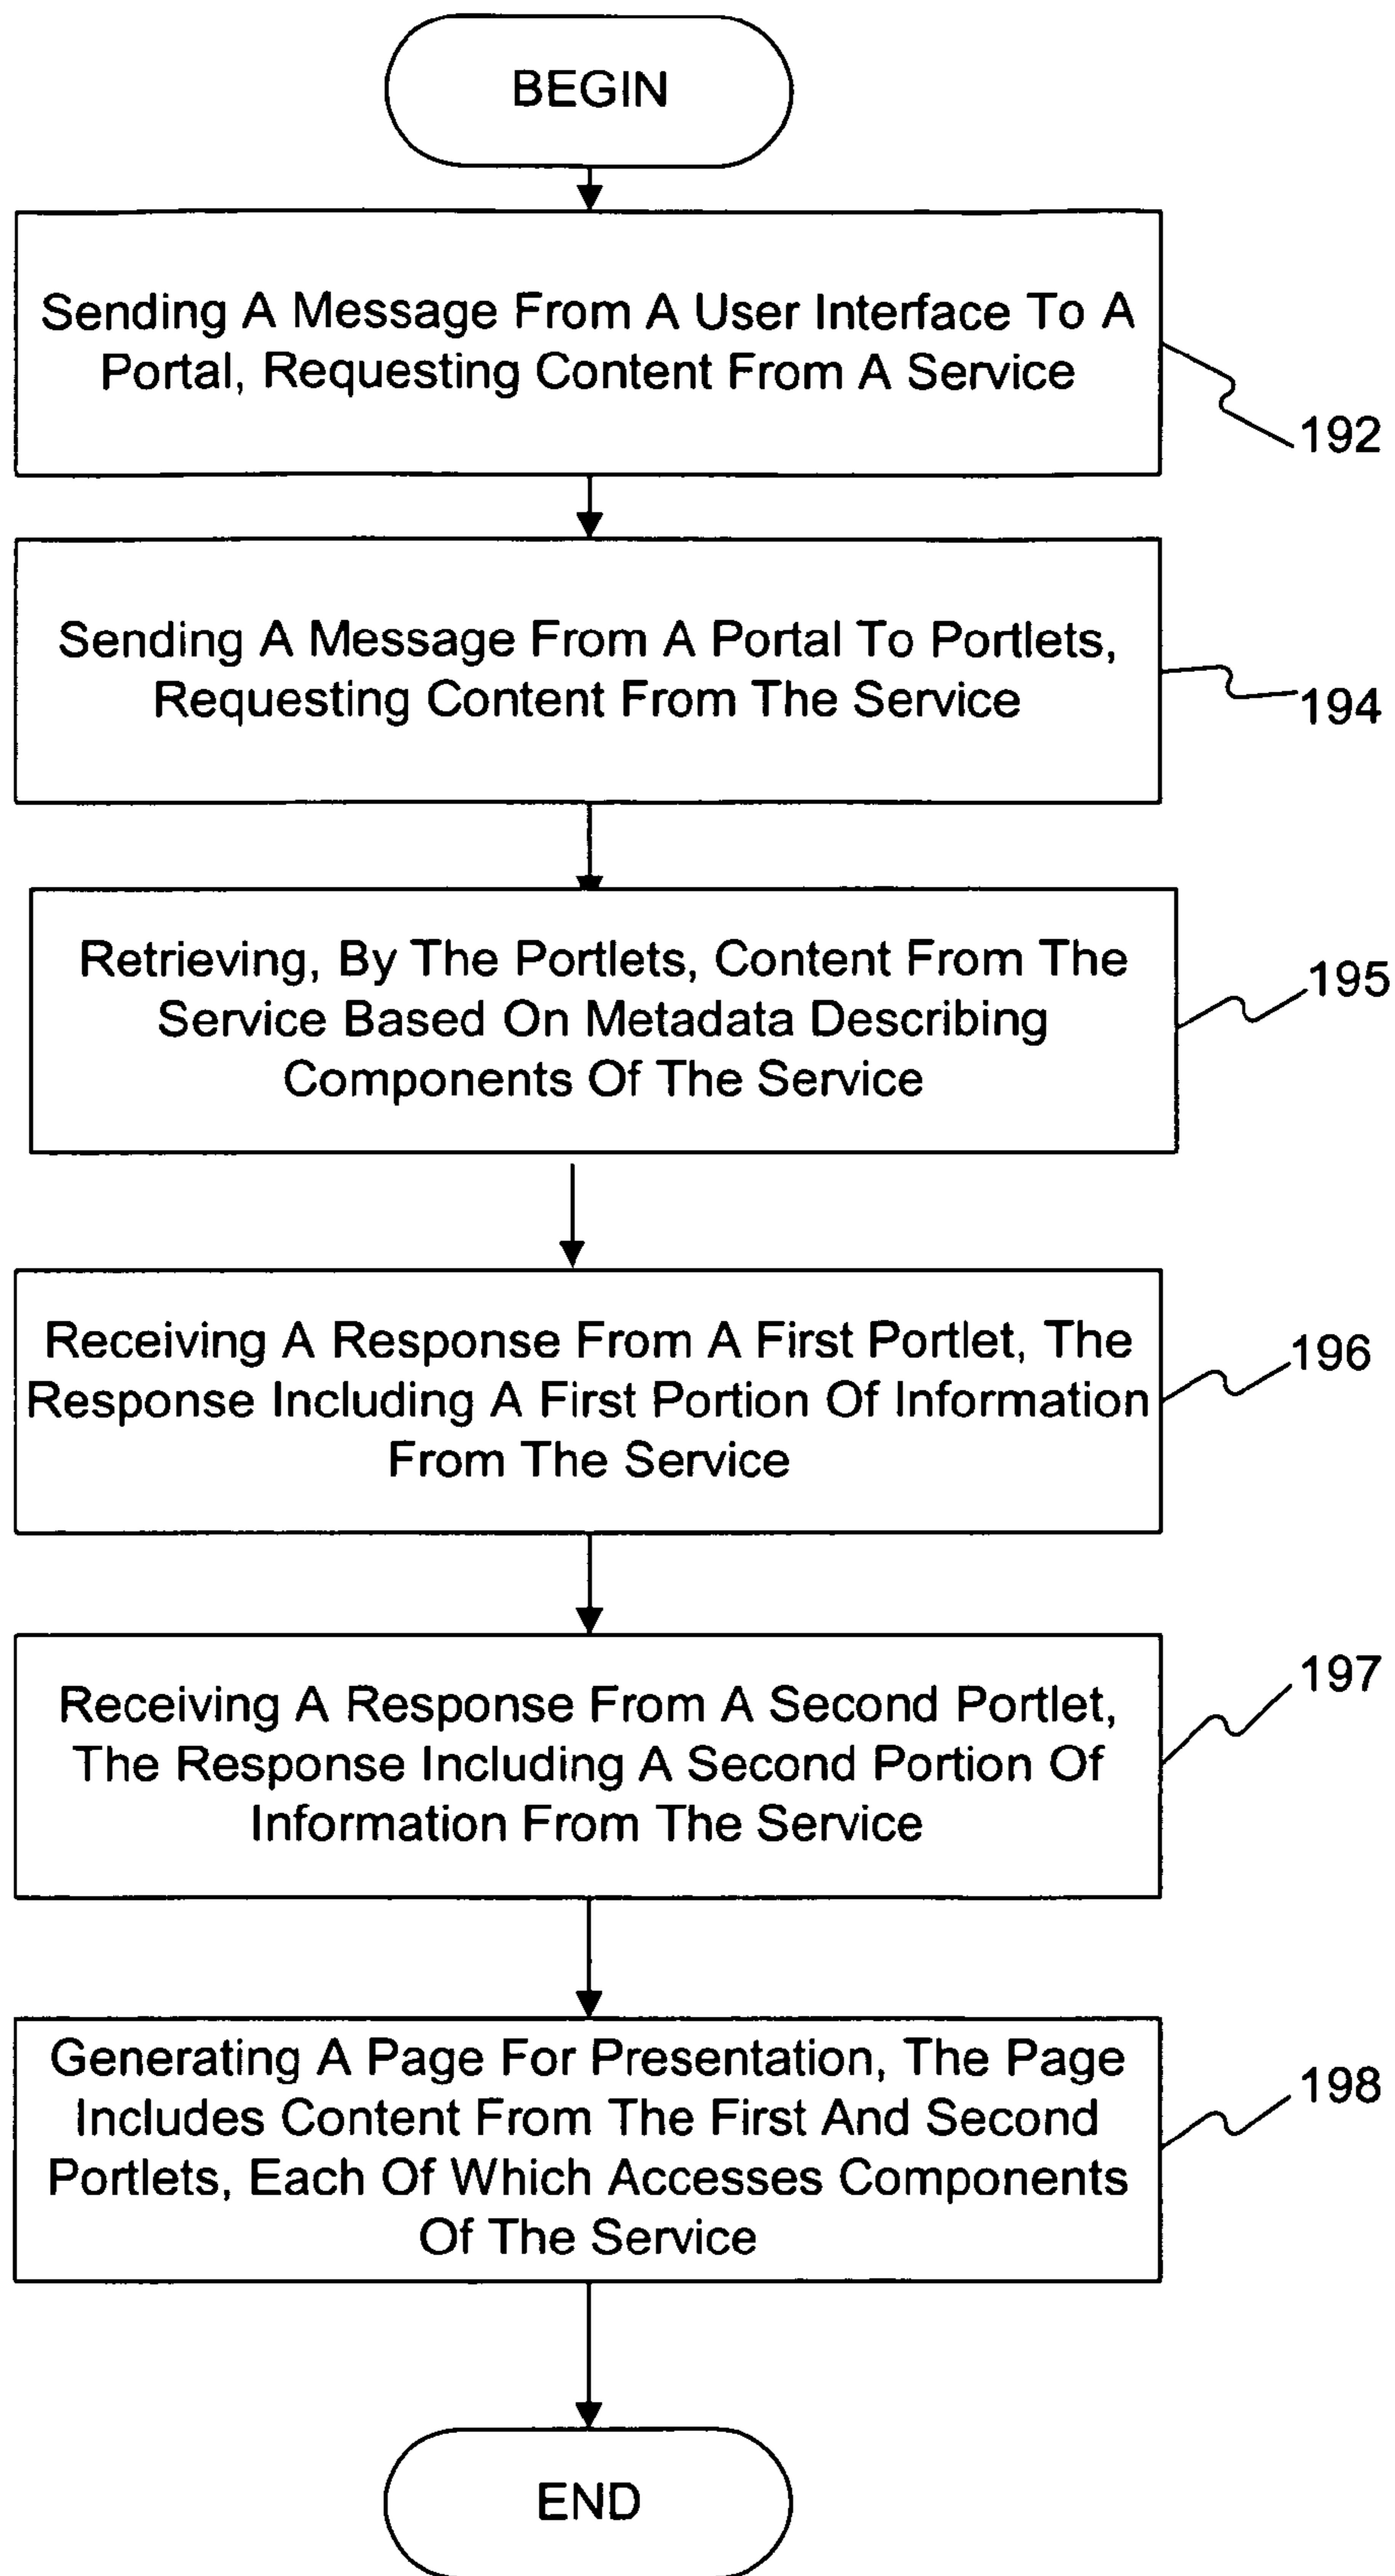 BEGIN
Sending A Message From A User Interface To A
Portal, Requesting Content From A Service
192
Sending A Message From A Portal To Portlets,
Requesting Content From The Service
194
Retrieving, By The Portlets, Content From The
Service Based On Metadata Describing
Components Of The Service
195
Receiving A Response From A First Portlet, The
Response Including A First Portion Of Information
From The Service
196
Receiving A Response From A Second Portlet,
The Response Including A Second Portion Of
Information From The Service
197
Generating A Page For Presentation, The Page
Includes Content From The First And Second
Portlets, Each Of Which Accesses Components
Of The Service
198
END